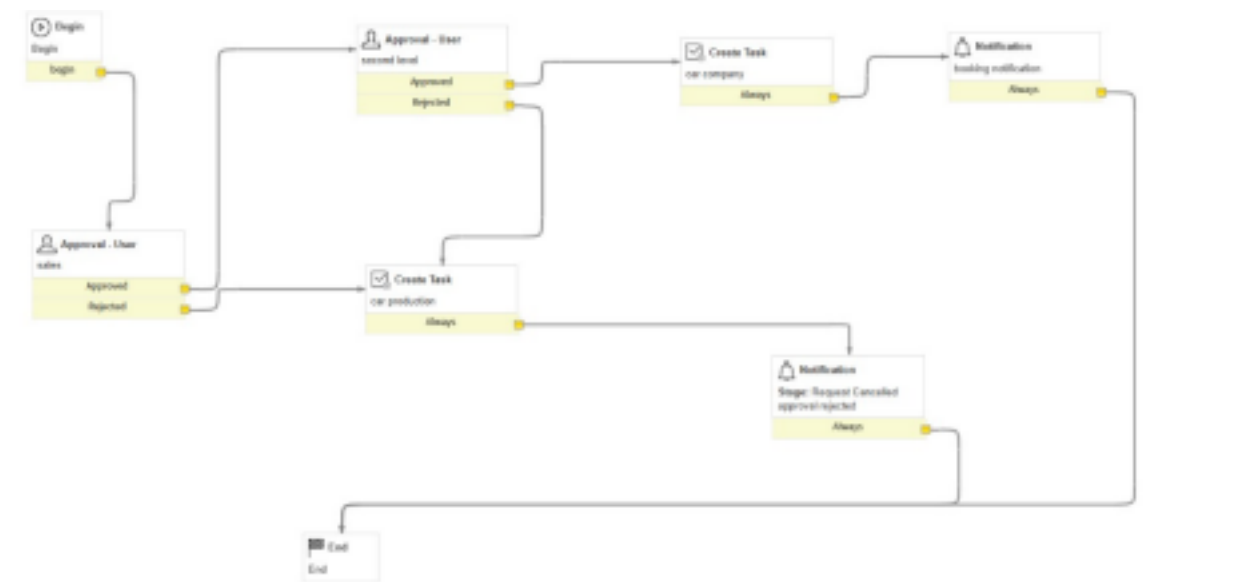 Begin
Begin
begin
Approval - User
second level
Approved
Rejected
Create Task
car company
Always
Notification
booking notification
Always
Approval - User
sales
Approved
Rejected
Create Task
car production
Always
Notification
Stage: Request Cancelled
approval rejected
Always
End
End